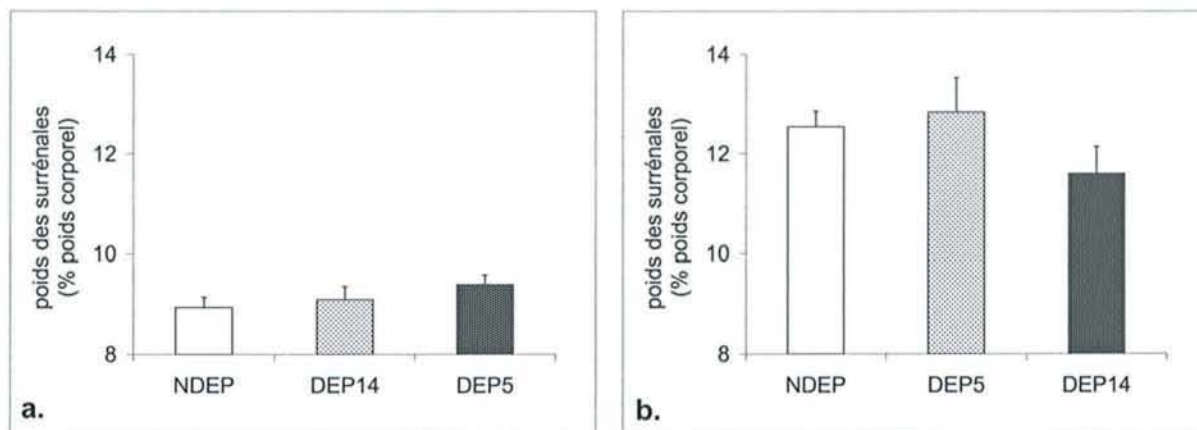 14
12
10
8
poids des surrénales
(% poids corporel)
NDEP DEP14 DEP5
a.
14
12
10
8
poids des surrénales
(% poids corporel)
NDEP DEP5 DEP14
b.